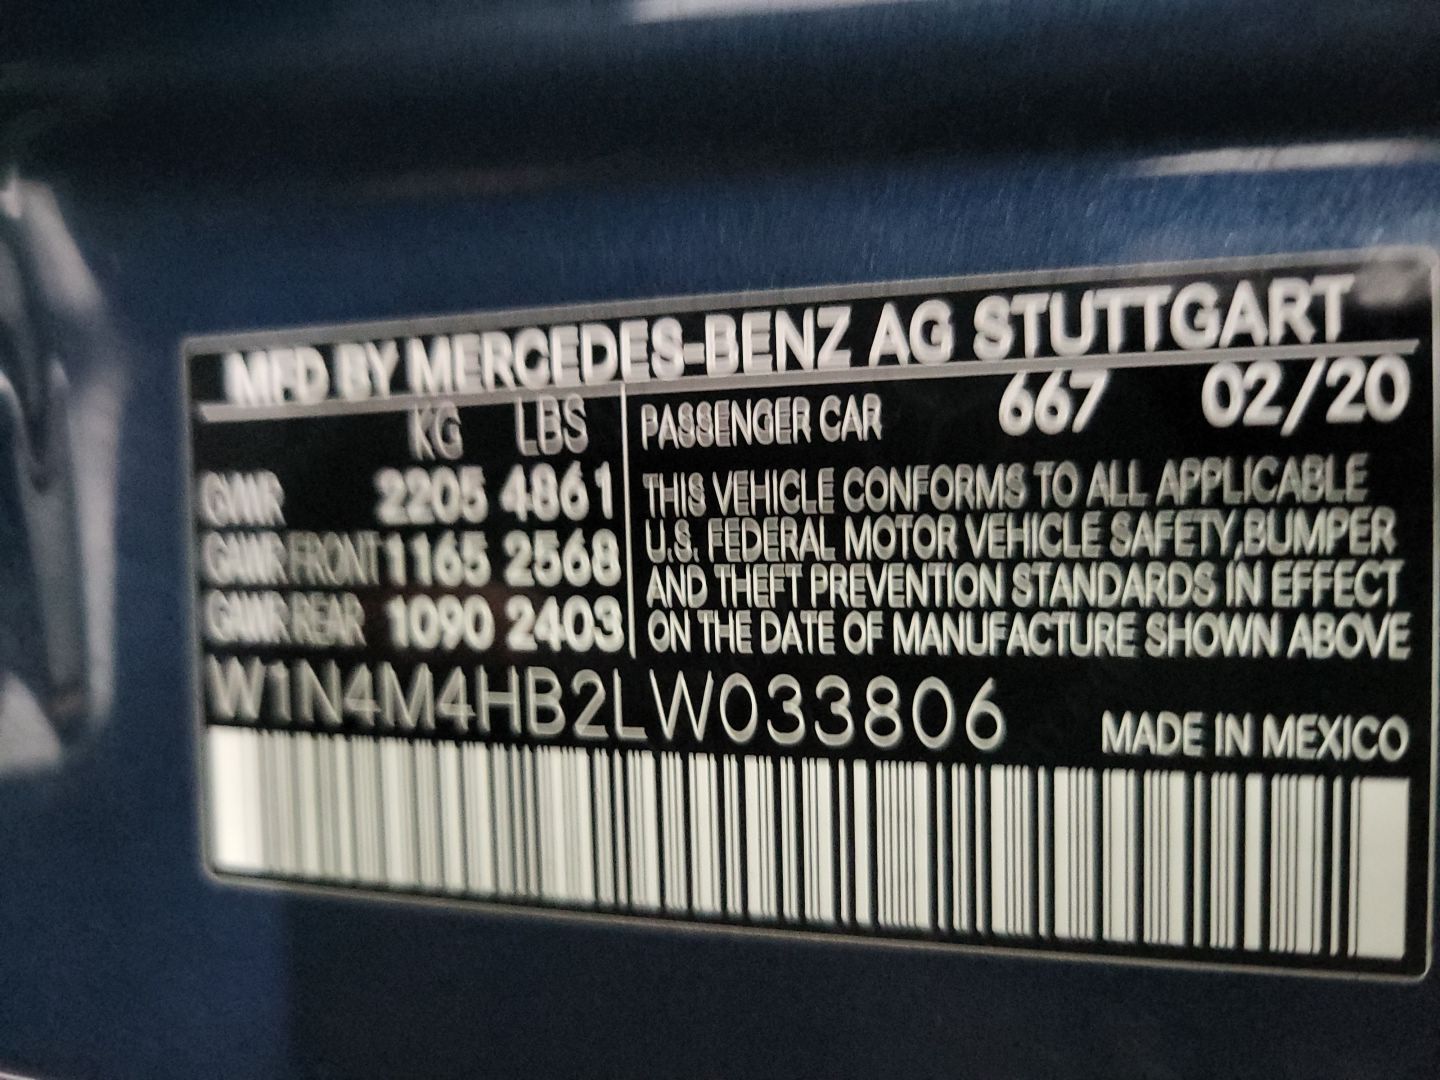 MFD BY MERCEDES-BENZ AG STUTTGART
KG LBS
GWR 2205 4861
GAWR FRONT 1165 2568
GAWR REAR 1090 2403
PASSENGER CAR 667 02/20
THIS VEHICLE CONFORMS TO ALL APPLICABLE
U.S. FEDERAL MOTOR VEHICLE SAFETY,BUMPER
AND THEFT PREVENTION STANDARDS IN EFFECT
ON THE DATE OF MANUFACTURE SHOWN ABOVE
W1N4M4HB2LW033806
MADE IN MEXICO